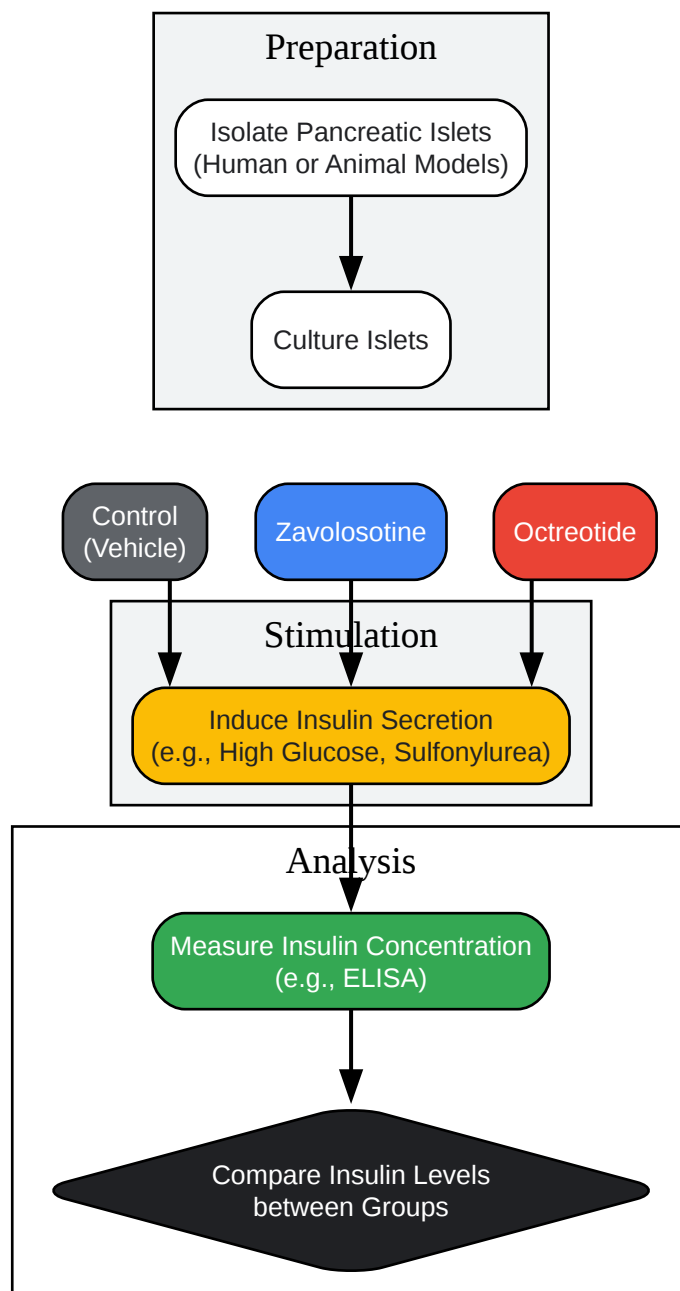 Preparation
Isolate Pancreatic Islets
(Human or Animal Models)
Culture Islets
Control
(Vehicle)
Zavolosotine
Octreotide
Stimulation
Induce Insulin Secretion
(e.g., High Glucose, Sulfonylurea)
Analysis
Measure Insulin Concentration
(e.g., ELISA)
Compare Insulin Levels
between Groups